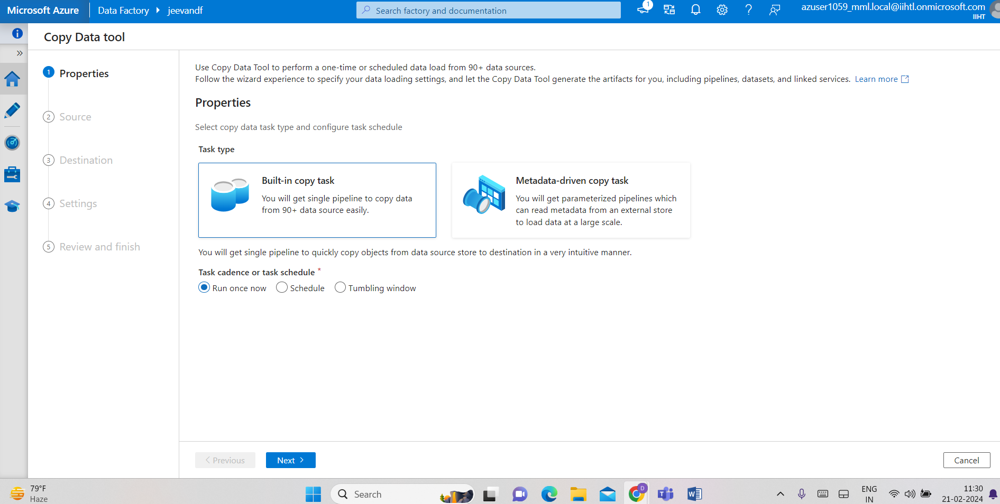 Microsoft Azure
Data Factory
jeevandf
Search factory and documentation
1
azuser1059_mml.local@iihtl.onmicrosoft.com
IIHT
Copy Data tool
1 Properties
2 Source
3 Destination
4 Settings
5 Review and finish
Use Copy Data Tool to perform a one-time or scheduled data load from 90+ data sources.
Follow the wizard experience to specify your data loading settings, and let the Copy Data Tool generate the artifacts for you, including pipelines, datasets, and linked services. Learn more
Properties
Select copy data task type and configure task schedule
Task type
Built-in copy task
You will get single pipeline to copy data
from 90+ data source easily.
Metadata-driven copy task
You will get parameterized pipelines which
can read metadata from an external store
to load data at a large scale.
You will get single pipeline to quickly copy objects from data source store to destination in a very intuitive manner.
Task cadence or task schedule *
Run once now
Schedule
Tumbling window
< Previous
Next >
Cancel
79°F
Haze
Search
D
ENG
IN
11:30
21-02-2024